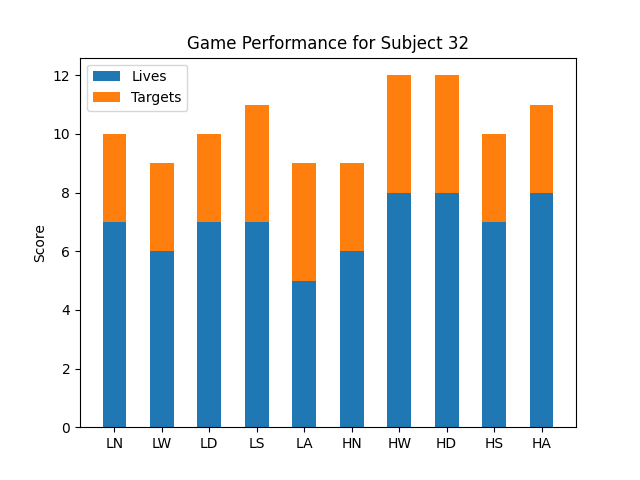 Game Performance for Subject 32
Lives
Targets
Score
12
10
8
6
4
2
0
LN LW LD LS LA HN HW HD HS HA